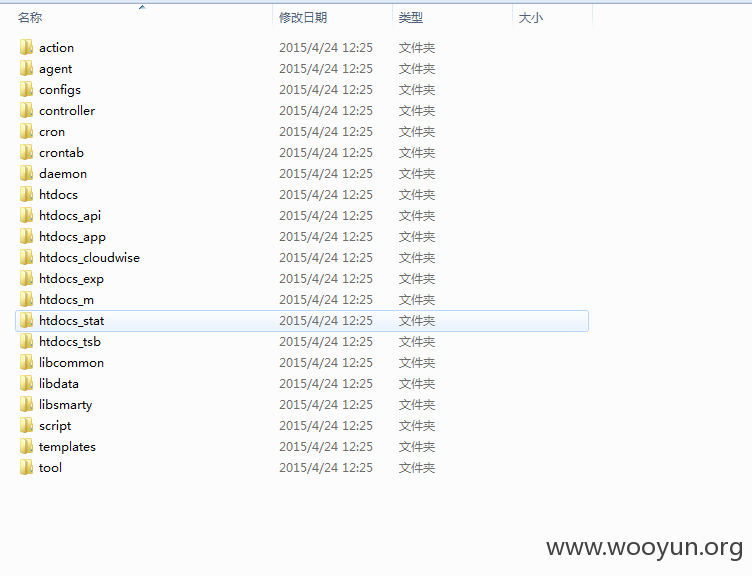 名称 修改日期 类型 大小
action 2015/4/24 12:25 文件夹
agent 2015/4/24 12:25 文件夹
configs 2015/4/24 12:25 文件夹
controller 2015/4/24 12:25 文件夹
cron 2015/4/24 12:25 文件夹
crontab 2015/4/24 12:25 文件夹
daemon 2015/4/24 12:25 文件夹
htdocs 2015/4/24 12:25 文件夹
htdocs_api 2015/4/24 12:25 文件夹
htdocs_app 2015/4/24 12:25 文件夹
htdocs_cloudwise 2015/4/24 12:25 文件夹
htdocs_exp 2015/4/24 12:25 文件夹
htdocs_m 2015/4/24 12:25 文件夹
htdocs_stat 2015/4/24 12:25 文件夹
htdocs_tsb 2015/4/24 12:25 文件夹
libcommon 2015/4/24 12:25 文件夹
libdata 2015/4/24 12:25 文件夹
libsmarty 2015/4/24 12:25 文件夹
script 2015/4/24 12:25 文件夹
templates 2015/4/24 12:25 文件夹
tool 2015/4/24 12:25 文件夹
www.wooyun.org